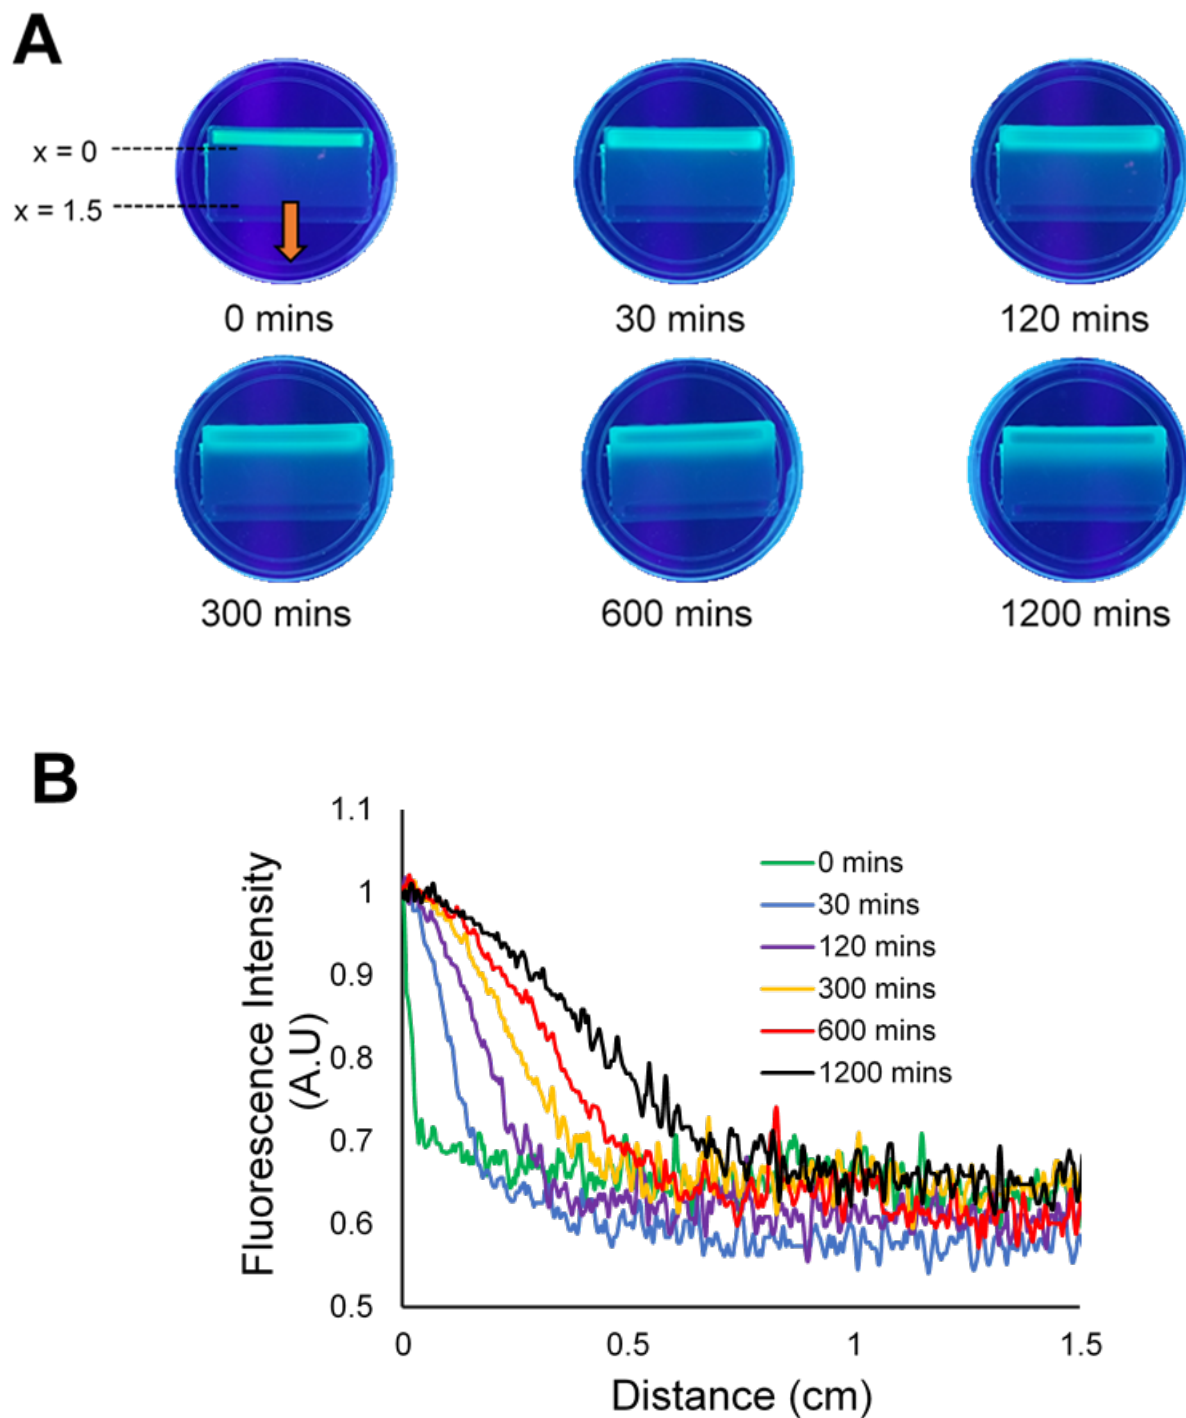 A
x = 0
x = 1.5
0 mins
30 mins
120 mins
300 mins
600 mins
1200 mins
B
Fluorescence Intensity
(A.U)
1.1
1
0.9
0.8
0.7
0.6
0.5
0 mins
30 mins
120 mins
300 mins
600 mins
1200 mins
0
0.5
1
1.5
Distance (cm)